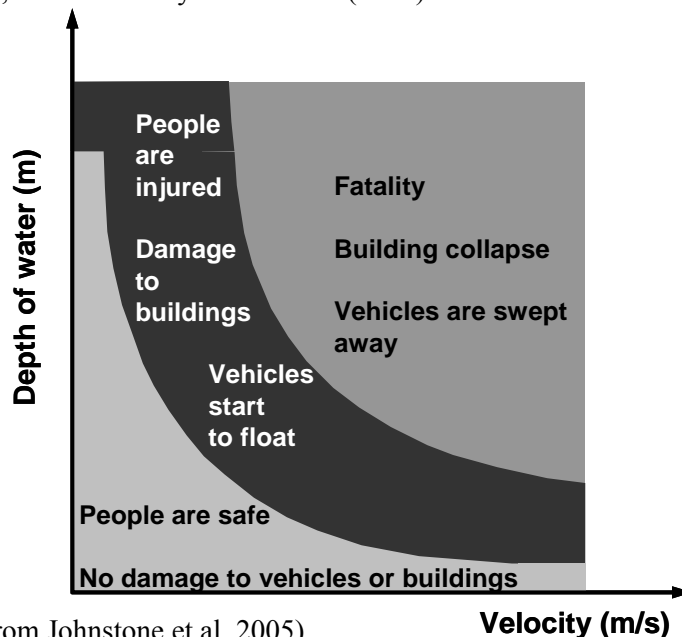 Depth of water (m)
People
are
injured
Damage
to
buildings
Vehicles
start
to float
Fatality
Building collapse
Vehicles are swept
away
People are safe
No damage to vehicles or buildings
Velocity (m/s)
rom Johnstone et al. 2005)